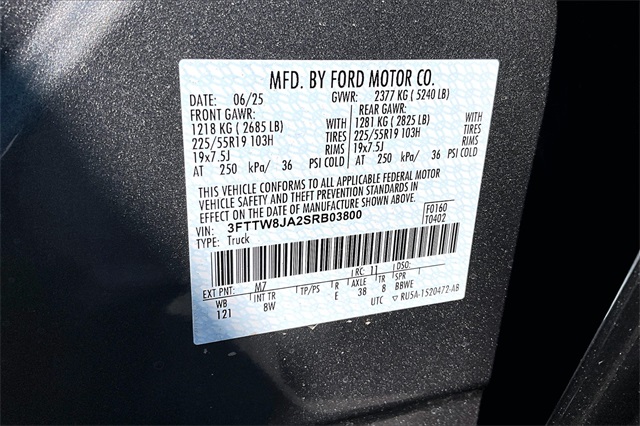 MFD. BY FORD MOTOR CO.
DATE: 06/25 GVWR: 2377 KG ( 5240 LB)
FRONT GAWR: REAR GAWR:
1218 KG ( 2685 LB) WITH 1281 KG ( 2825 LB) WITH
225/55R19 103H TIRES 225/55R19 103H TIRES
19x7.5J RIMS 19x7.5J RIMS
AT 250 kPa/ 36 PSI COLD AT 250 kPa/ 36 PSI COLD
THIS VEHICLE CONFORMS TO ALL APPLICABLE FEDERAL MOTOR
VEHICLE SAFETY AND THEFT PREVENTION STANDARDS IN
EFFECT ON THE DATE OF MANUFACTURE SHOWN ABOVE.
VIN: 3FTTW8JA2SRB03800 F0160
TYPE: Truck T0402
EXT PNT: M7 RC: 11 DSO:
WB INT TR TP/PS R AXLE TR SPR
121 8W E 38 8 BBWE
UTC ▽ RU5A-1520472-AB